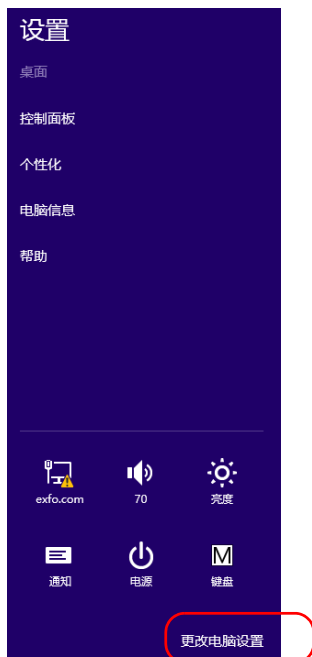 设置
桌面
控制面板
个性化
电脑信息
帮助
exfo.com
70
亮度
通知
电源
M
键盘
更改电脑设置